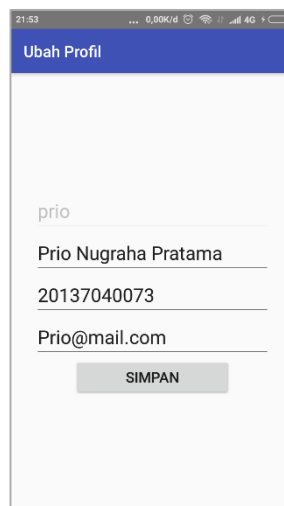 21:53 ... 0,00K/d 4G
Ubah Profil
prio
Prio Nugraha Pratama
20137040073
Prio@mail.com
SIMPAN